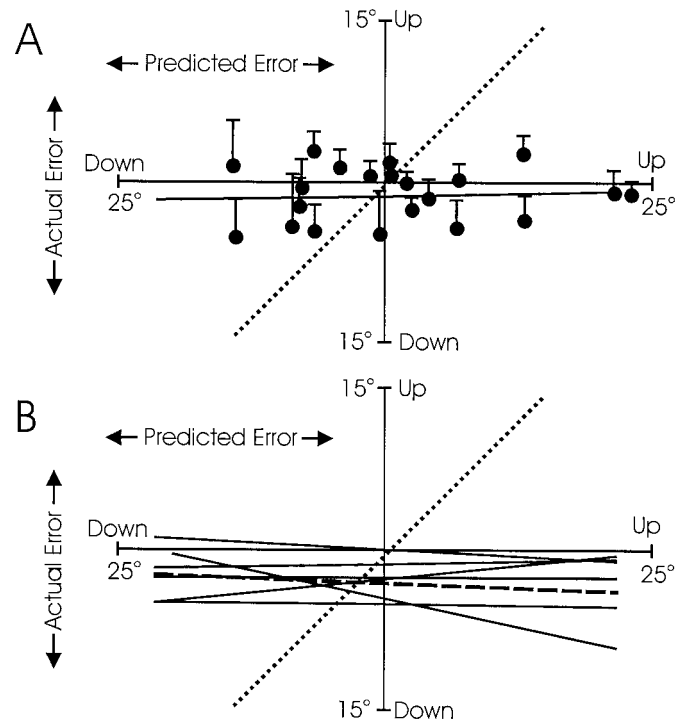 A
15° Up
Predicted Error
Actual Error
Down
Up
25°
25°
15° Down
B
15° Up
Predicted Error
Actual Error
Down
Up
25°
25°
15° Down